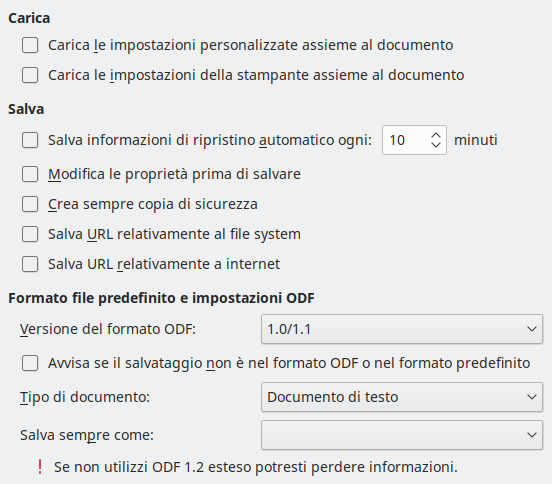 Carica
Carica le impostazioni personalizzate assieme al documento
Carica le impostazioni della stampante assieme al documento
Salva
Salva informazioni di ripristino automatico ogni: 10 minuti
Modifica le proprietà prima di salvare
Crea sempre copia di sicurezza
Salva URL relativamente al file system
Salva URL relativamente a internet
Formato file predefinito e impostazioni ODF
Versione del formato ODF: 1.0/1.1
Avvisa se il salvataggio non è nel formato ODF o nel formato predefinito
Tipo di documento: Documento di testo
Salva sempre come:
! Se non utilizzi ODF 1.2 esteso potresti perdere informazioni.